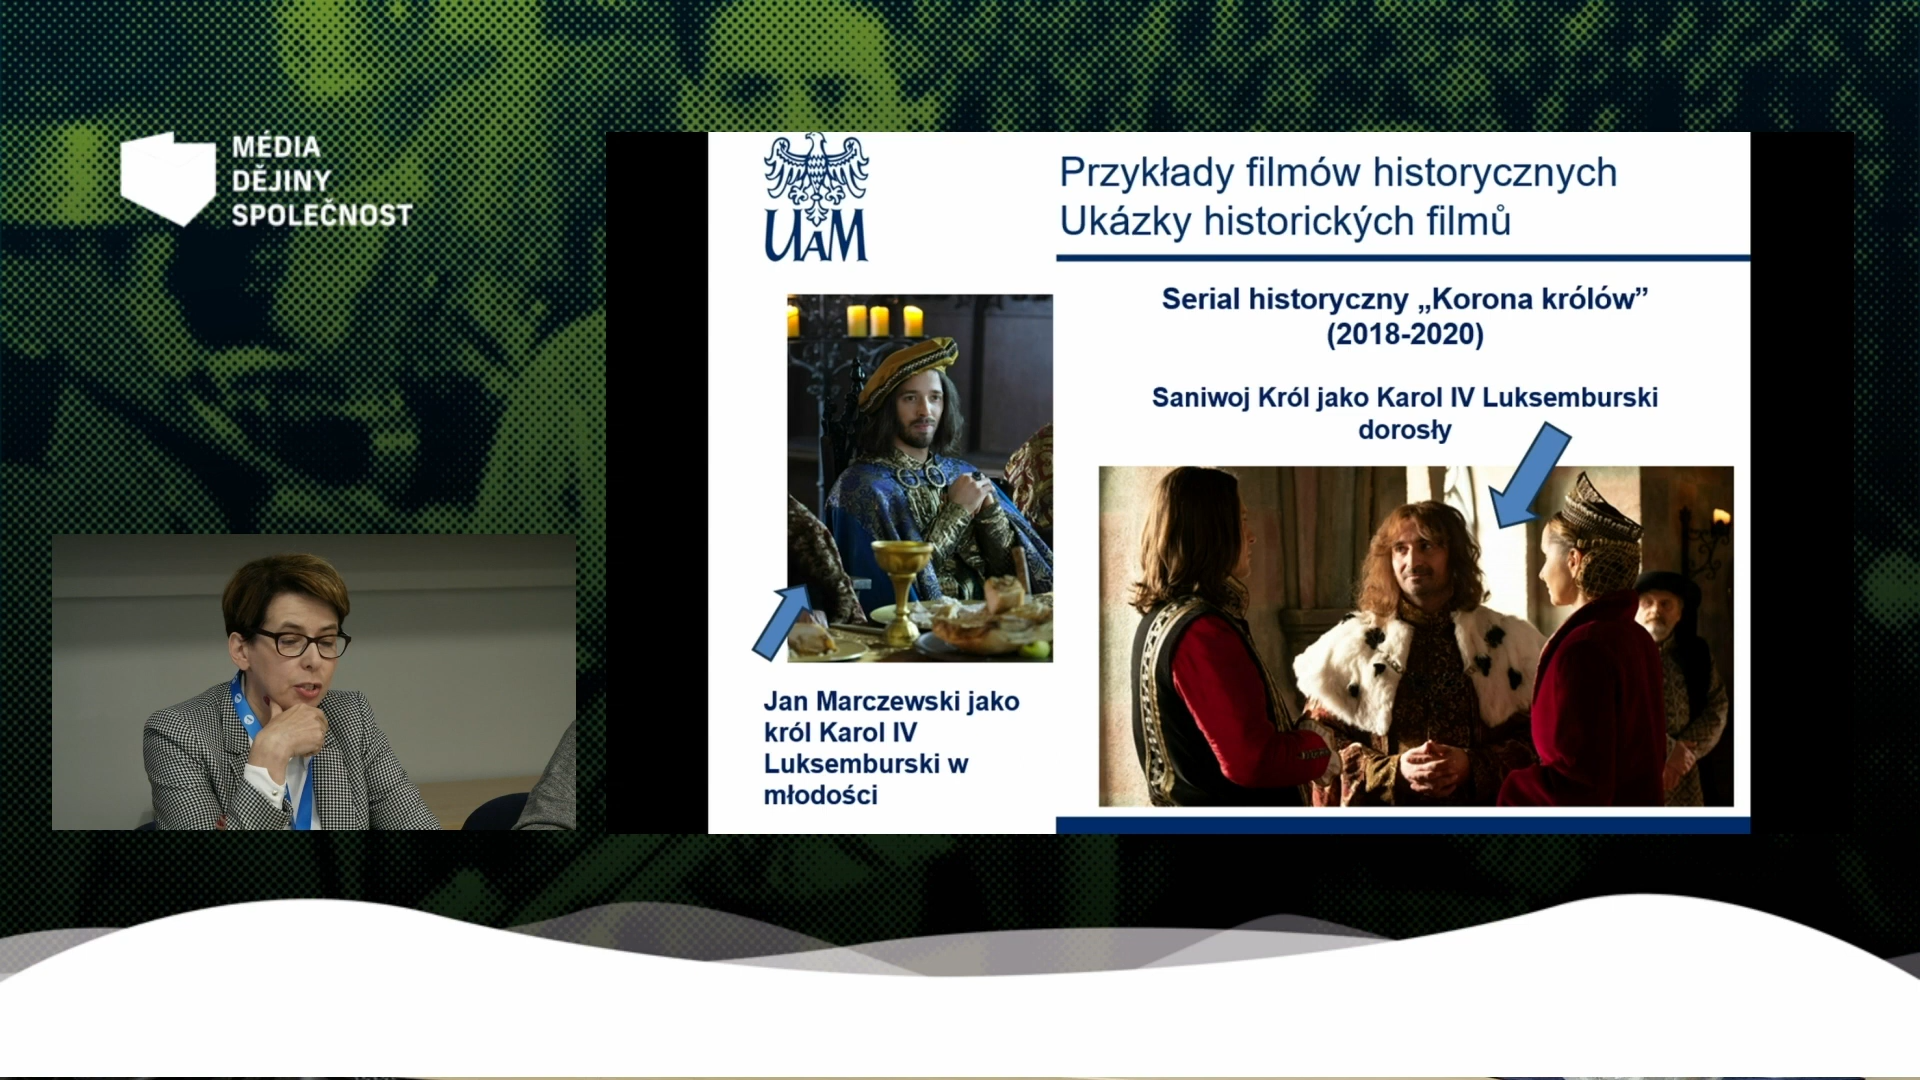 MÉDIA
DĚJINY
SPOLEČNOST
UAM
Przykłady filmów historycznych
Ukázky historických filmů
Serial historyczny „Korona królów”
(2018-2020)
Saniwoj Król jako Karol IV Luksemburski
dorosły
Jan Marczewski jako
król Karol IV
Luksemburski w
młodości